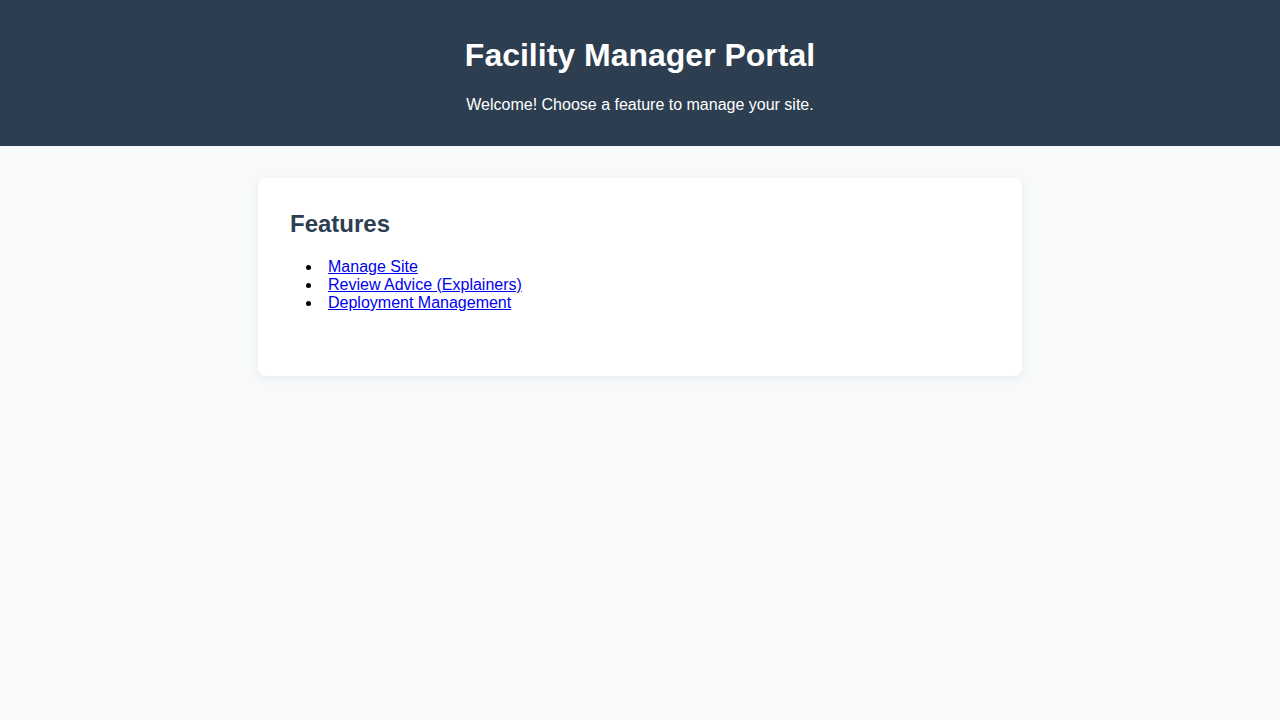 Facility Manager Portal
Welcome! Choose a feature to manage your site.
Features
Manage Site
Review Advice (Explainers)
Deployment Management